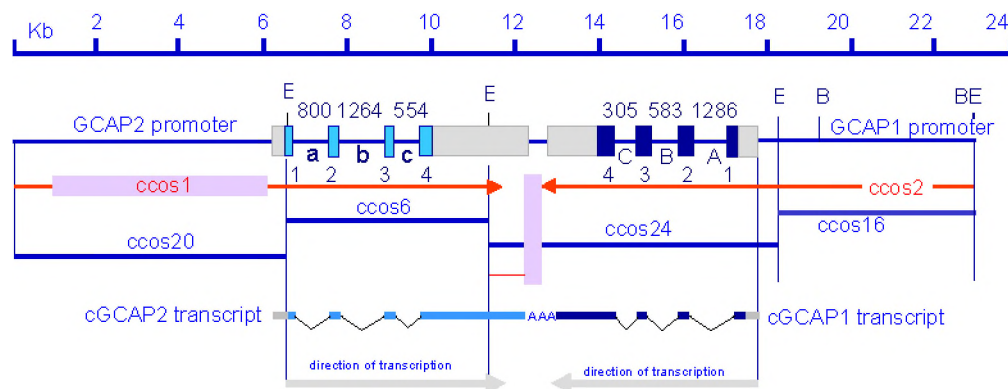 Kb 2 4 6 8 10 12 14 16 18 20 22 24
E 800 1264 554 E 305 583 1286 E B BE
GCAP2 promoter GCAP1 promoter
a b c C B A
1 2 3 4 4 3 2 1
ccos1 ccos2
ccos6
ccos16
ccos20 ccos24
cGCAP2 transcript AAA cGCAP1 transcript
direction of transcription direction of transcription